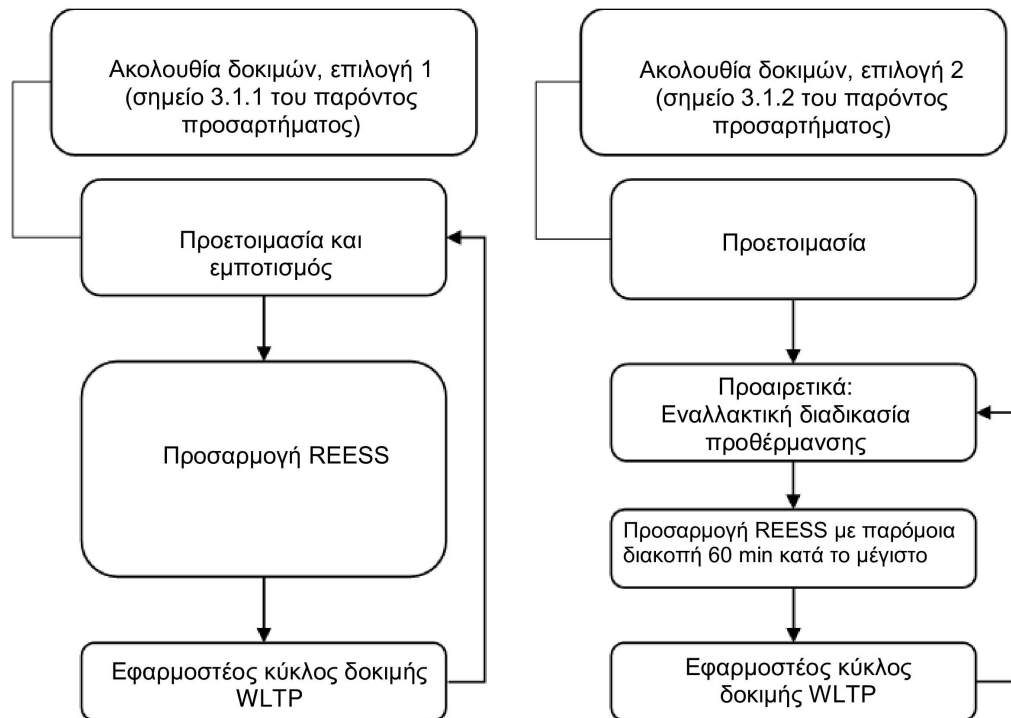 Ακολουθία δοκιμών, επιλογή 1
(σημείο 3.1.1 του παρόντος
προσαρτήματος)
Προετοιμασία και
εμποτισμός
Προσαρμογή REESS
Εφαρμοστέος κύκλος δοκιμής
WLTP
Ακολουθία δοκιμών, επιλογή 2
(σημείο 3.1.2 του παρόντος
προσαρτήματος)
Προετοιμασία
Προαιρετικά:
Εναλλακτική διαδικασία
προθέρμανσης
Προσαρμογή REESS με παρόμοια
διακοπή 60 min κατά το μέγιστο
Εφαρμοστέος κύκλος
δοκιμής WLTP